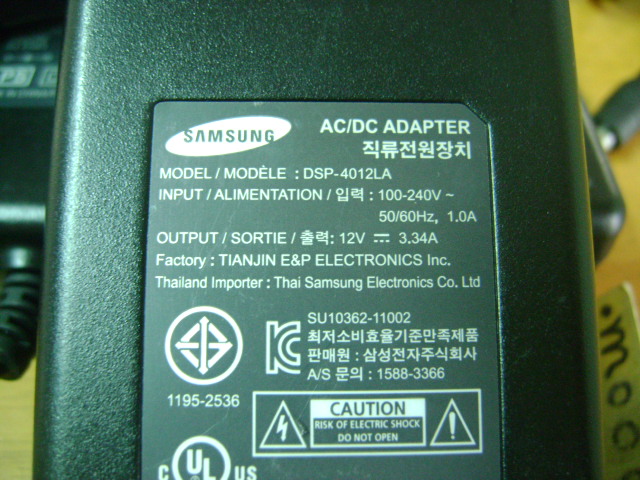 SAMSUNG
AC/DC ADAPTER
직류전원장치
MODEL / MODÈLE : DSP-4012LA
INPUT / ALIMENTATION / 입력 : 100-240V ~
50/60Hz, 1.0A
OUTPUT / SORTIE / 출력: 12V ⎓ 3.34A
Factory : TIANJIN E&P ELECTRONICS Inc.
Thailand Importer : Thai Samsung Electronics Co. Ltd
SU10362-11002
최저소비효율기준만족제품
판매원 : 삼성전자주식회사
A/S 문의 : 1588-3366
1195-2536
CAUTION
RISK OF ELECTRIC SHOCK
DO NOT OPEN
c UL US
moo